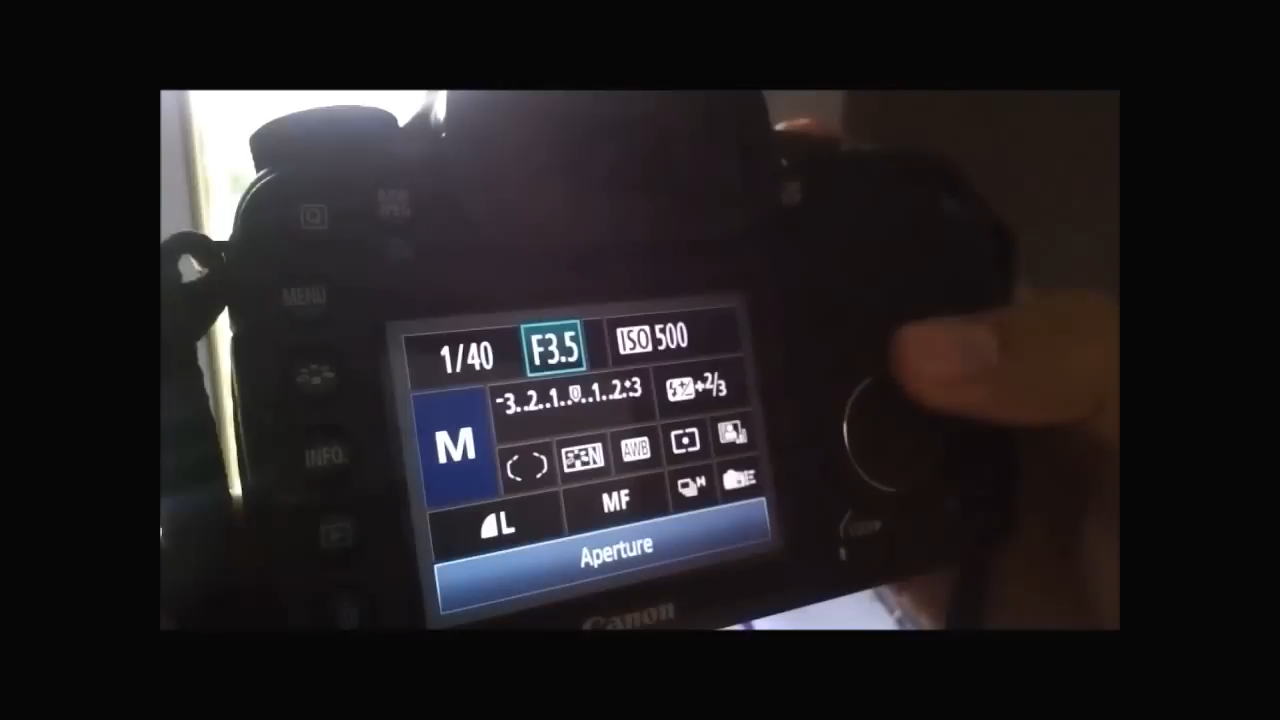 Q
MENU
INFO.
1/40 F3.5 ISO 500
-3..2..1..0..1..2.:+3
+2/3
M
N AWB
L MF H E
Aperture
Canon